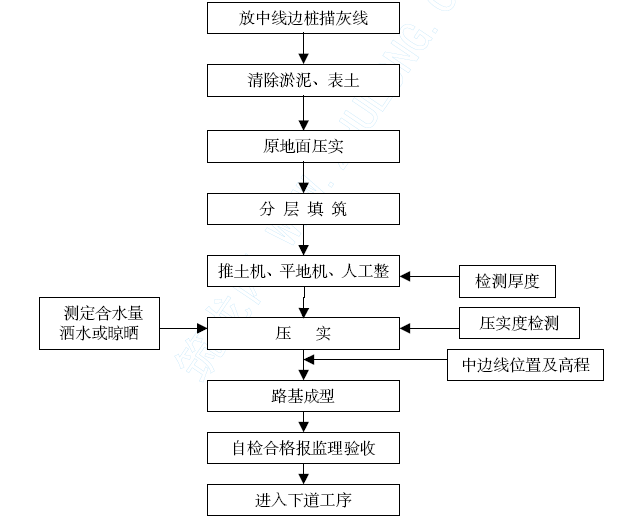 放中线边桩描灰线
清除淤泥、表土
原地面压实
分 层 填 筑
推土机、平地机、人工整
检测厚度
测定含水量
洒水或晾晒
压 实
压实度检测
中边线位置及高程
路基成型
自检合格报监理验收
进入下道工序